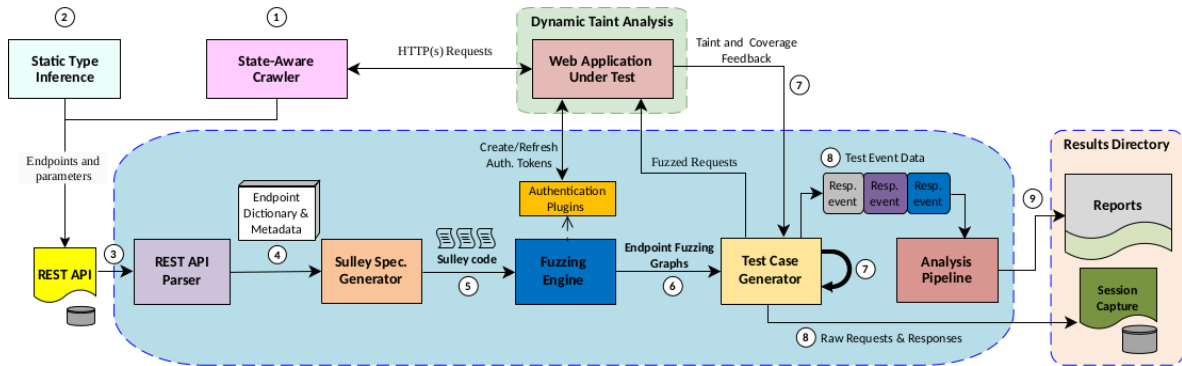 2
1
Dynamic Taint Analysis
Static Type
Inference
State-Aware
Crawler
HTTP(s) Requests
Web Application
Under Test
Taint and Coverage
Feedback
7
Endpoints and
parameters
Create/Refresh
Auth. Tokens
Fuzzed Requests
8 Test Event Data
Results Directory
Endpoint
Dictionary &
Metadata
Authentication
Plugins
Resp.
event
Resp.
event
Resp.
event
9
Reports
REST API
3
REST API
Parser
4
Sulley Spec.
Generator
Sulley code
5
Fuzzing
Engine
Endpoint Fuzzing
Graphs
6
Test Case
Generator
7
Analysis
Pipeline
Session
Capture
8 Raw Requests & Responses